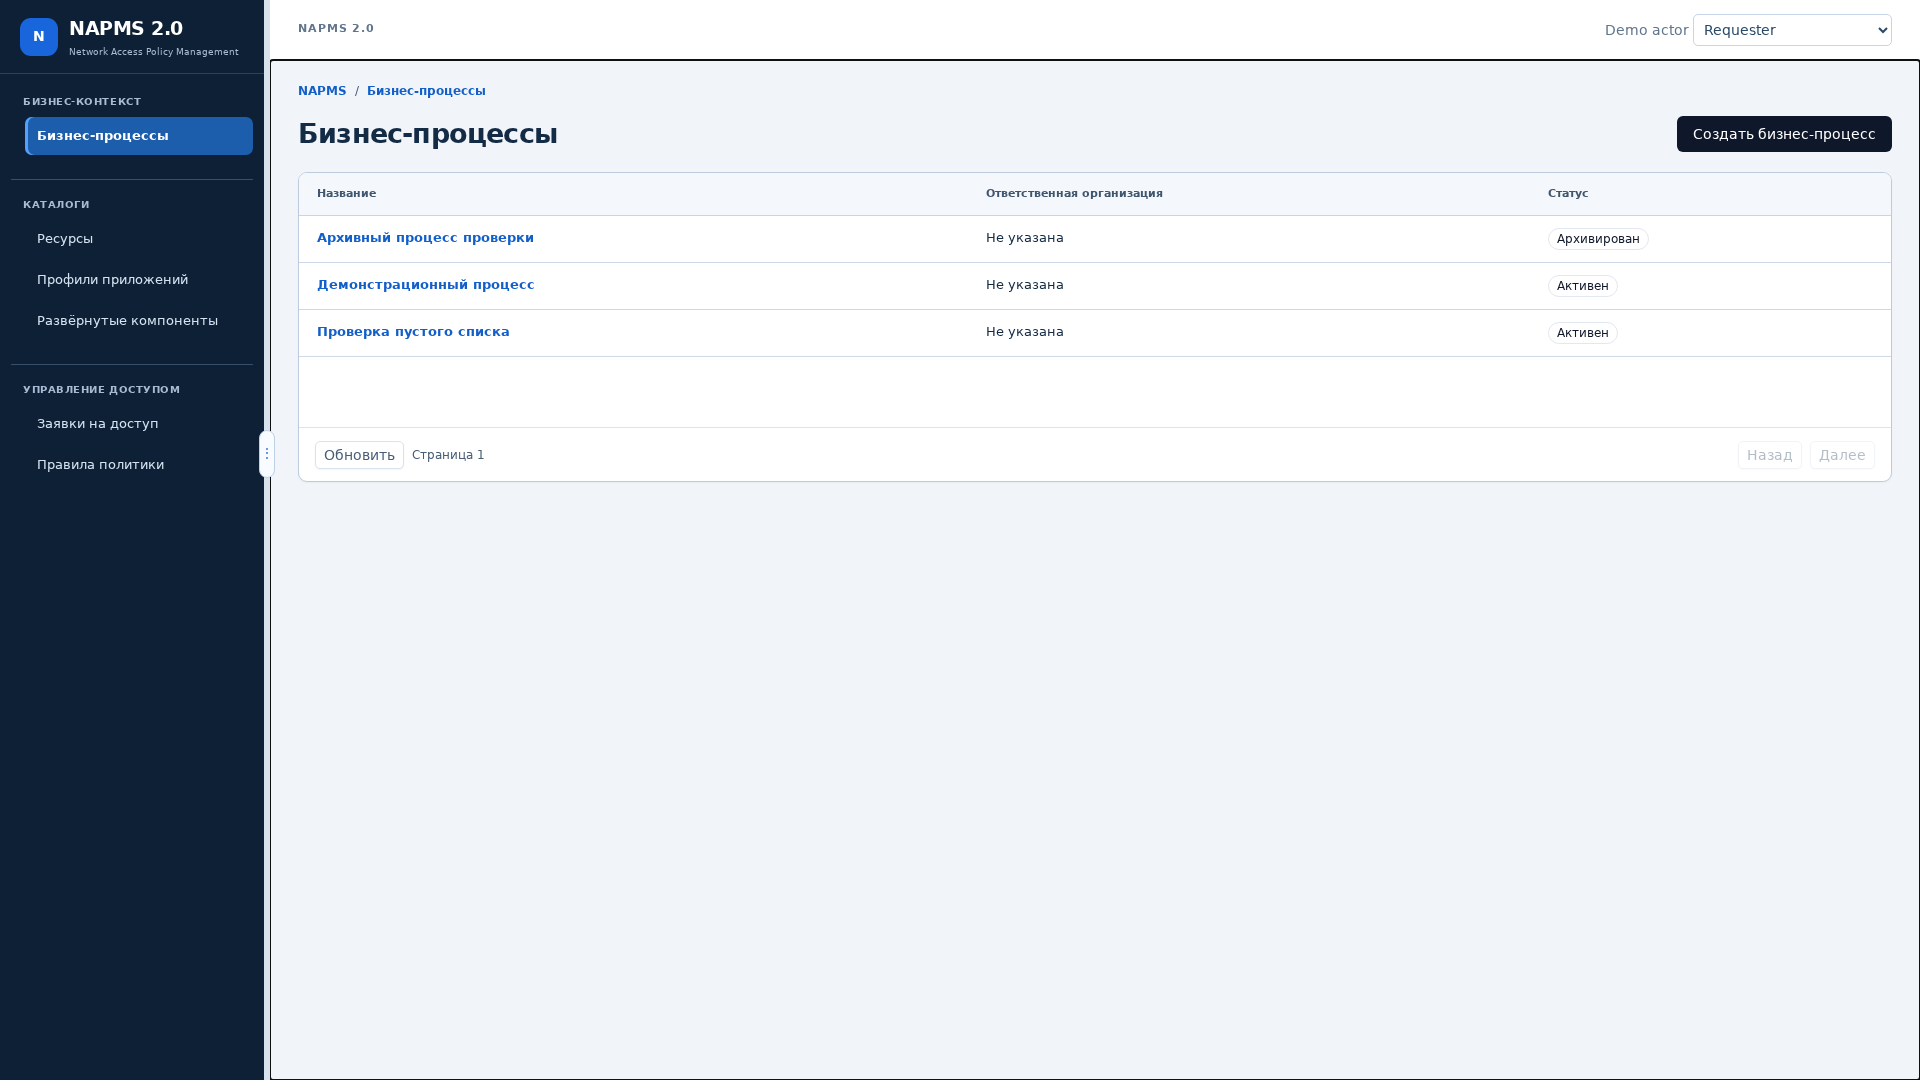 N
NAPMS 2.0
Network Access Policy Management
БИЗНЕС-КОНТЕКСТ
Бизнес-процессы
КАТАЛОГИ
Ресурсы
Профили приложений
Развёрнутые компоненты
УПРАВЛЕНИЕ ДОСТУПОМ
Заявки на доступ
Правила политики
NAPMS 2.0
Demo actor Requester
NAPMS / Бизнес-процессы
Бизнес-процессы
Создать бизнес-процесс
Название Ответственная организация Статус
Архивный процесс проверки Не указана Архивирован
Демонстрационный процесс Не указана Активен
Проверка пустого списка Не указана Активен
Обновить Страница 1 Назад Далее